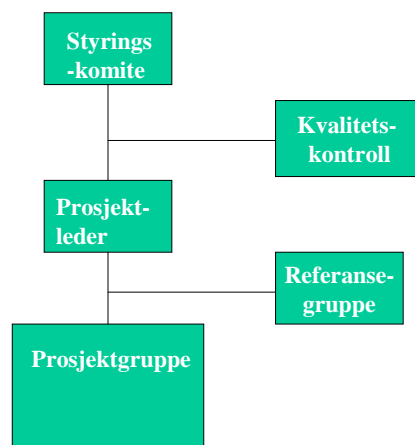 Styrings
-komite
Kvalitets-
kontroll
Prosjekt-
leder
Referanse-
gruppe
Prosjektgruppe